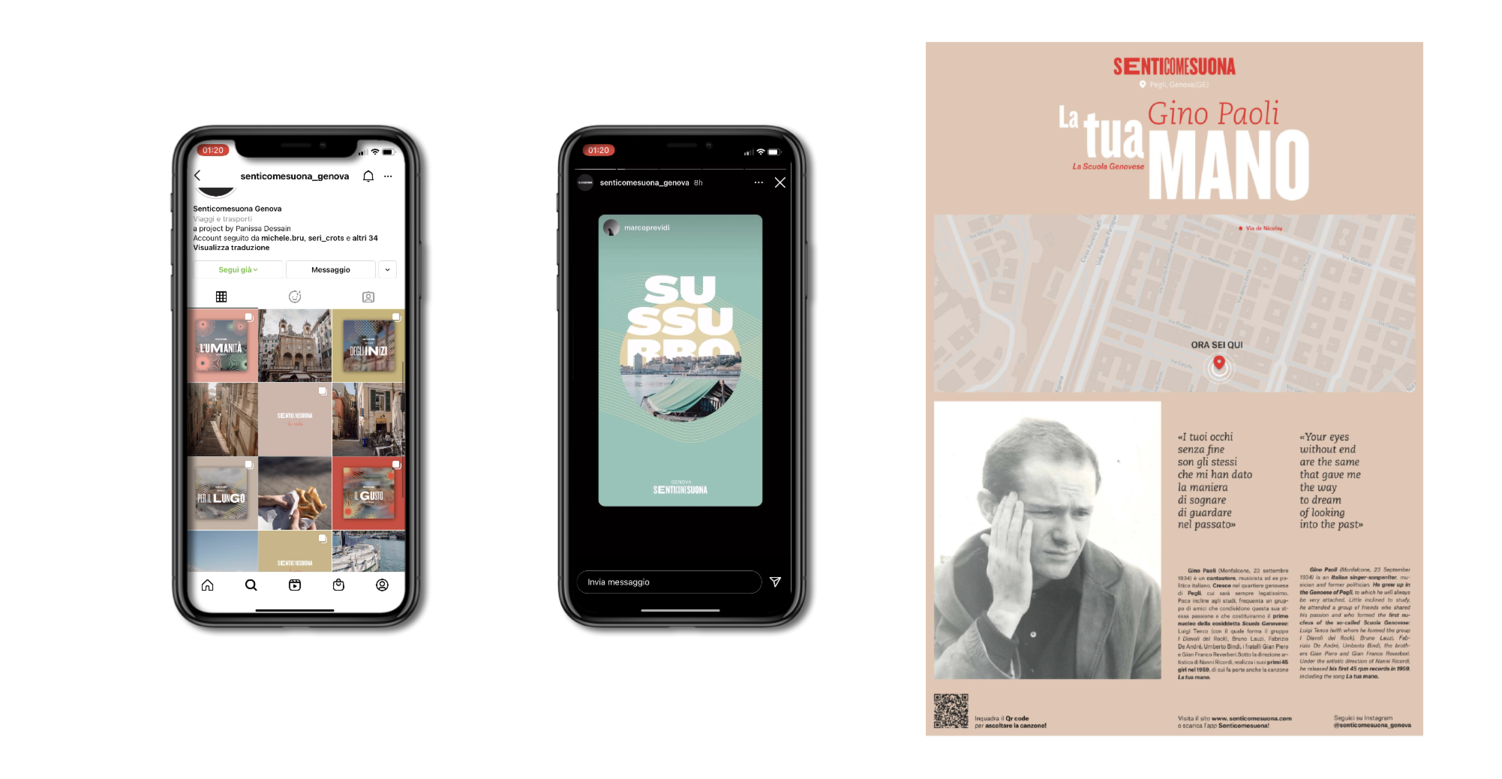 01:20
senticomesuona_genova
Senticomesuona Genova
Viaggi e trasporti
a project by Panissa Dessain
Account seguito da michele.bru, seri_crots e altri 34
Visualizza traduzione
Segui già
Messaggio
L'UMANITÀ
DEGLI INIZI
SENTICOMESUONA
PER IL LUNGO
IL GUSTO
SENTICOMESUONA
01:20
senticomesuona_genova 8h
marcoprevidi
SU
SSU
RRO
GENOVA
SENTICOMESUONA
Invia messaggio
SENTICOMESUONA
Pegli, Genova(GE)
Gino Paoli
La
tua
MANO
La Scuola Genovese
Via de Nicolay
ORA SEI QUI
«I tuoi occhi
senza fine
son gli stessi
che mi han dato
la maniera
di sognare
di guardare
nel passato»
«Your eyes
without end
are the same
that gave me
the way
to dream
of looking
into the past»
Gino Paoli (Monfalcone, 23 settembre
1934) è un cantautore, musicista ed ex po-
litico italiano. Cresce nel quartiere genovese
di Pegli, cui sarà sempre legatissimo.
Poco incline agli studi, frequenta un grup-
po di amici che condividono questa sua st-
essa passione e che costituiranno il primo
nucleo della cosiddetta Scuola Genovese:
Luigi Tenco (con il quale forma il gruppo
I Diavoli del Rock), Bruno Lauzi, Fabrizio
De André, Umberto Bindi, i fratelli Gian Piero
e Gian Franco Reverberi. Sotto la direzione ar-
tistica di Nanni Ricordi, realizza i suoi primi 45
giri nel 1959, di cui fa parte anche la canzone
La tua mano.
Gino Paoli (Monfalcone, 23 September
1934) is an Italian singer-songwriter, mu-
sician and former politician. He grew up in
the Genoese of Pegli, to which he will always
be very attached. Little inclined to study,
he attended a group of friends who shared
his passion and who formed the first nu-
cleus of the so-called Scuola Genovese:
Luigi Tenco (with whom he formed the group
I Diavoli del Rock), Bruno Lauzi, Fab-
rizio De André, Umberto Bindi, the broth-
ers Gian Piero and Gian Franco Reverberi.
Under the artistic direction of Nanni Ricordi,
he released his first 45 rpm records in 1959,
including the song La tua mano.
Inquadra il Qr code
per ascoltare la canzone!
Visita il sito www. senticomesuona.com
o scarica l'app Senticomesuona!
Seguici su Instagram
@senticomesuona_genova